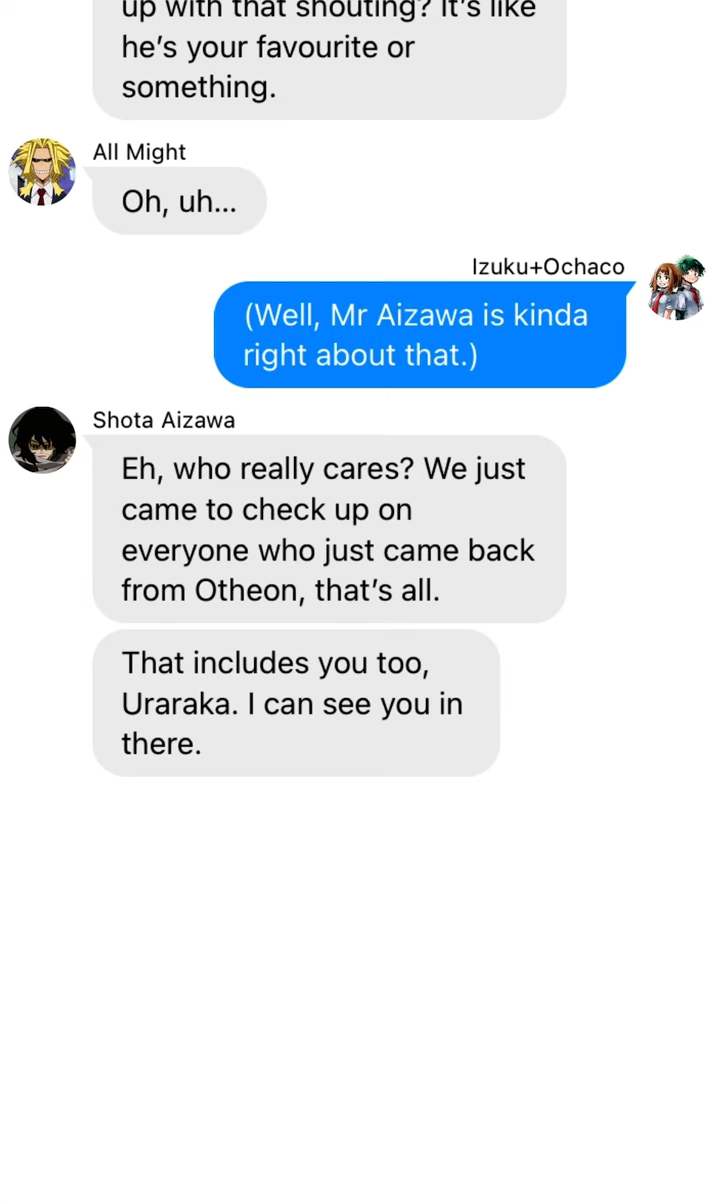 up with that shouting? It's like
he's your favourite or
something.
All Might
Oh, uh...
Izuku+Ochaco
(Well, Mr Aizawa is kinda
right about that.)
Shota Aizawa
Eh, who really cares? We just
came to check up on
everyone who just came back
from Otheon, that's all.
That includes you too,
Uraraka. I can see you in
there.